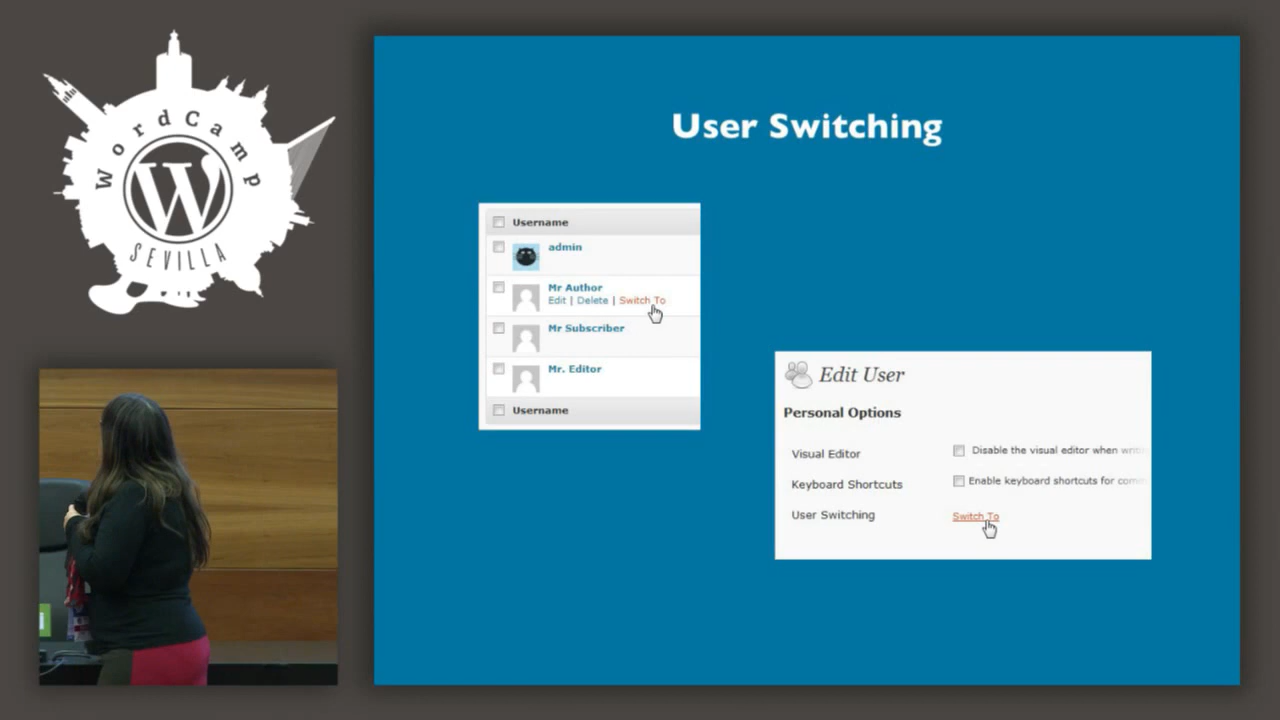 WordCamp
SEVILLA
User Switching
Username
admin
Mr Author
Edit | Delete | Switch To
Mr Subscriber
Mr. Editor
Username
Edit User
Personal Options
Visual Editor
Disable the visual editor when
Keyboard Shortcuts
Enable keyboard shortcuts for
User Switching
Switch To